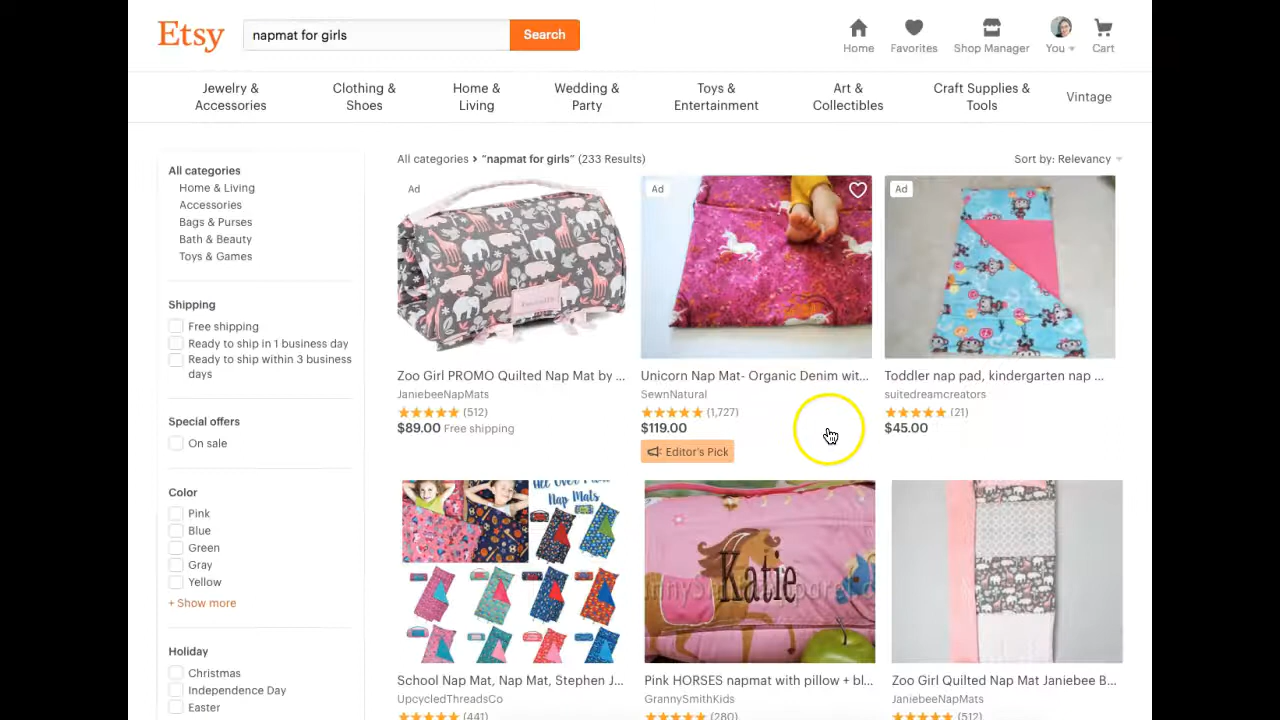 Etsy
napmat for girls
Search
Home
Favorites
Shop Manager
You
Cart
Jewelry &
Accessories
Clothing &
Shoes
Home &
Living
Wedding &
Party
Toys &
Entertainment
Art &
Collectibles
Craft Supplies &
Tools
Vintage
All categories
Home & Living
Accessories
Bags & Purses
Bath & Beauty
Toys & Games
Shipping
Free shipping
Ready to ship in 1 business day
Ready to ship within 3 business
days
Special offers
On sale
Color
Pink
Blue
Green
Gray
Yellow
+ Show more
Holiday
Christmas
Independence Day
Easter
All categories > "napmat for girls" (233 Results)
Sort by: Relevancy
Ad
Zoo Girl PROMO Quilted Nap Mat by ...
JaniebeeNapMats
(512)
$89.00 Free shipping
Ad
Unicorn Nap Mat- Organic Denim wit...
SewnNatural
(1,727)
$119.00
Editor's Pick
Ad
Toddler nap pad, kindergarten nap ...
suitedreamcreators
(21)
$45.00
Nap Mats
School Nap Mat, Nap Mat, Stephen J...
UpcycledThreadsCo
(441)
Katie
Pink HORSES napmat with pillow + bl...
GrannySmithKids
(280)
Zoo Girl Quilted Nap Mat Janiebee B...
JaniebeeNapMats
(512)